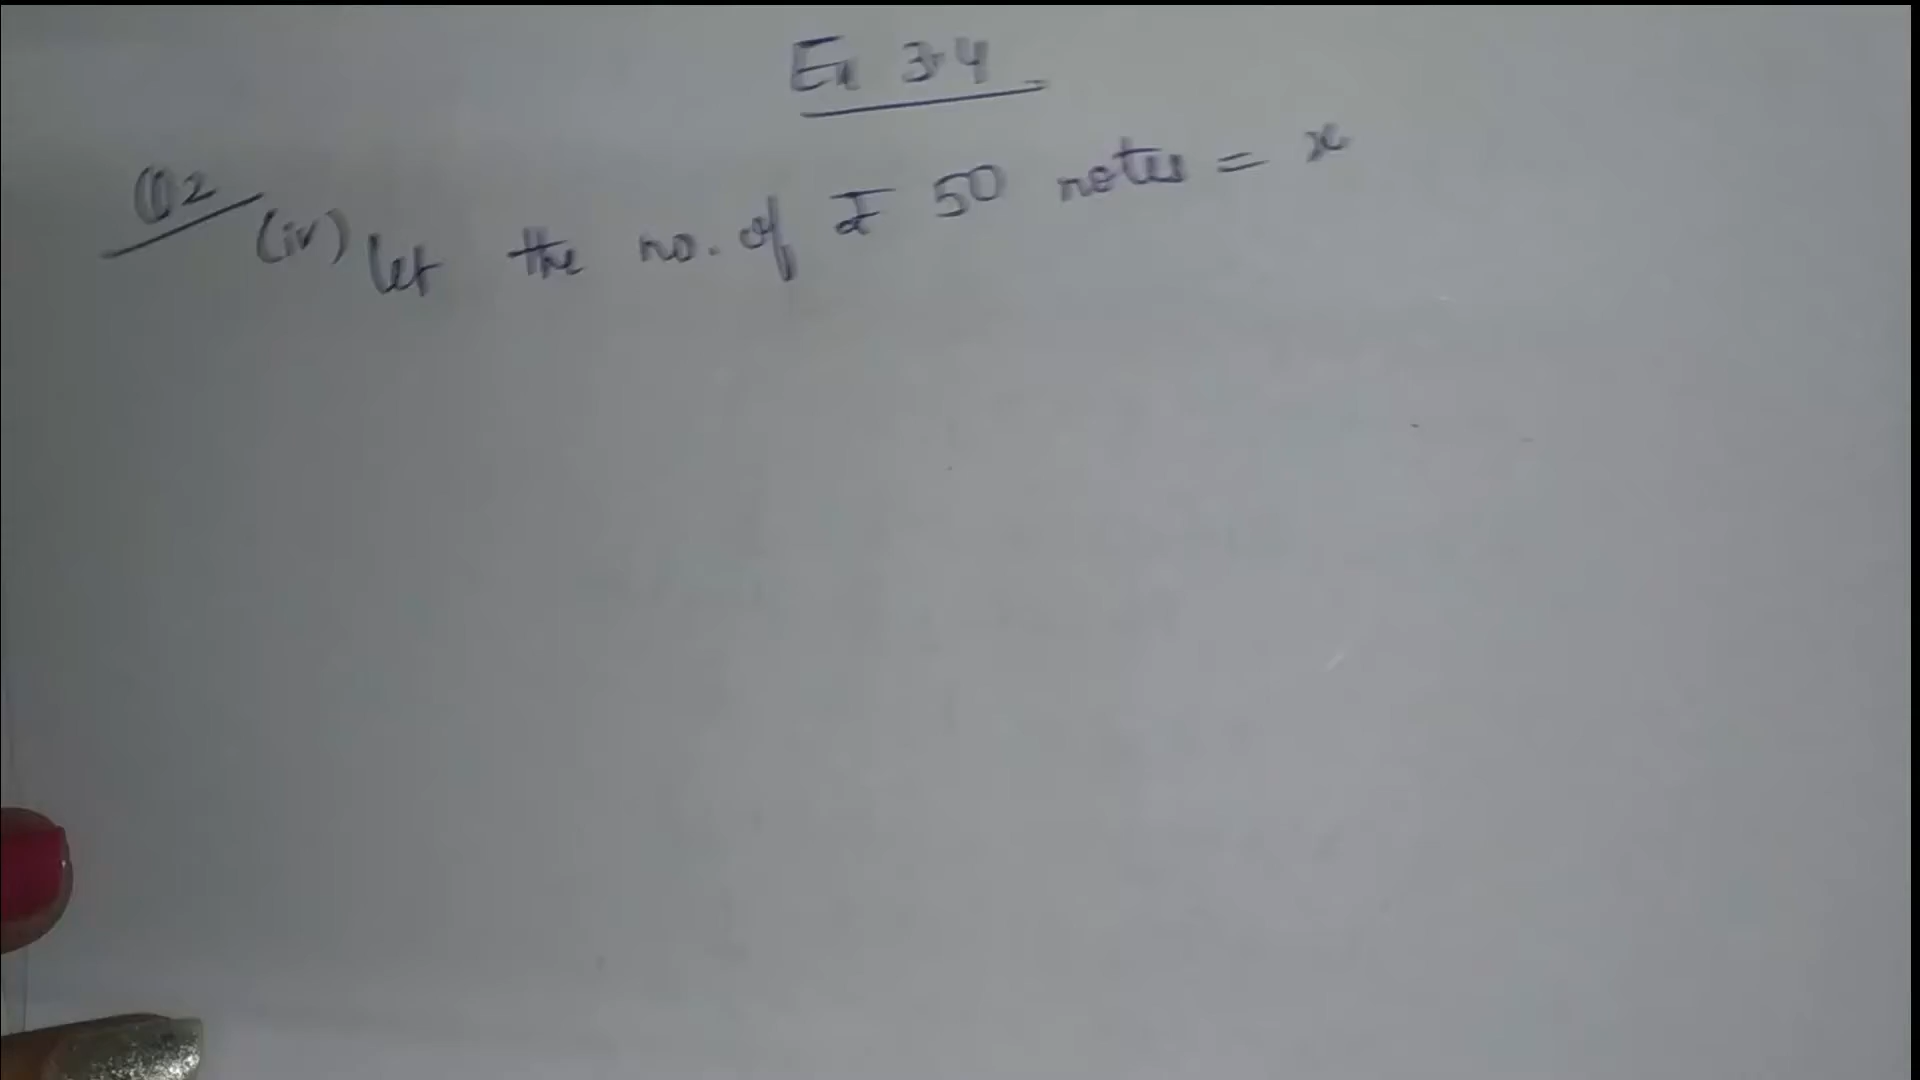 Ex 3.4
Q2
(iv) let the no. of ₹ 50 notes = x